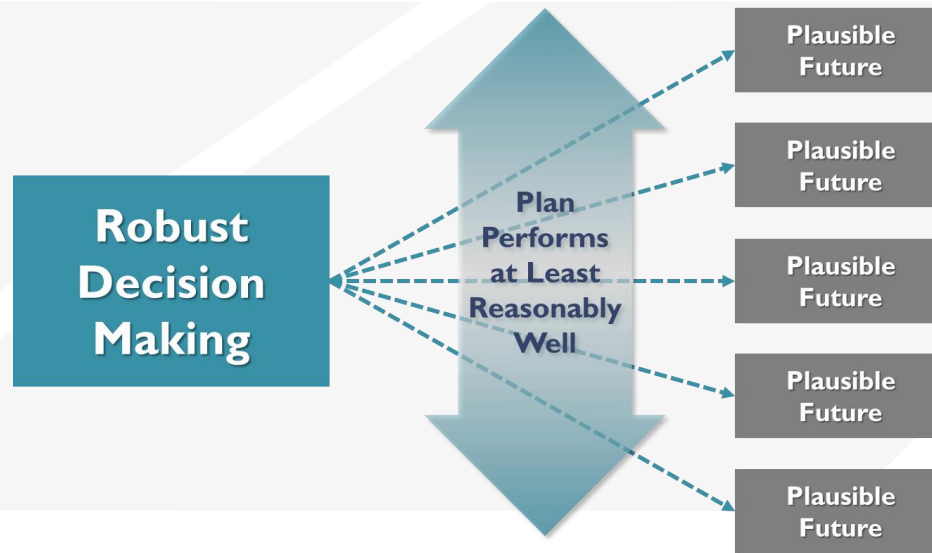 Robust
Decision
Making
Plan
Performs
at Least
Reasonably
Well
Plausible
Future
Plausible
Future
Plausible
Future
Plausible
Future
Plausible
Future